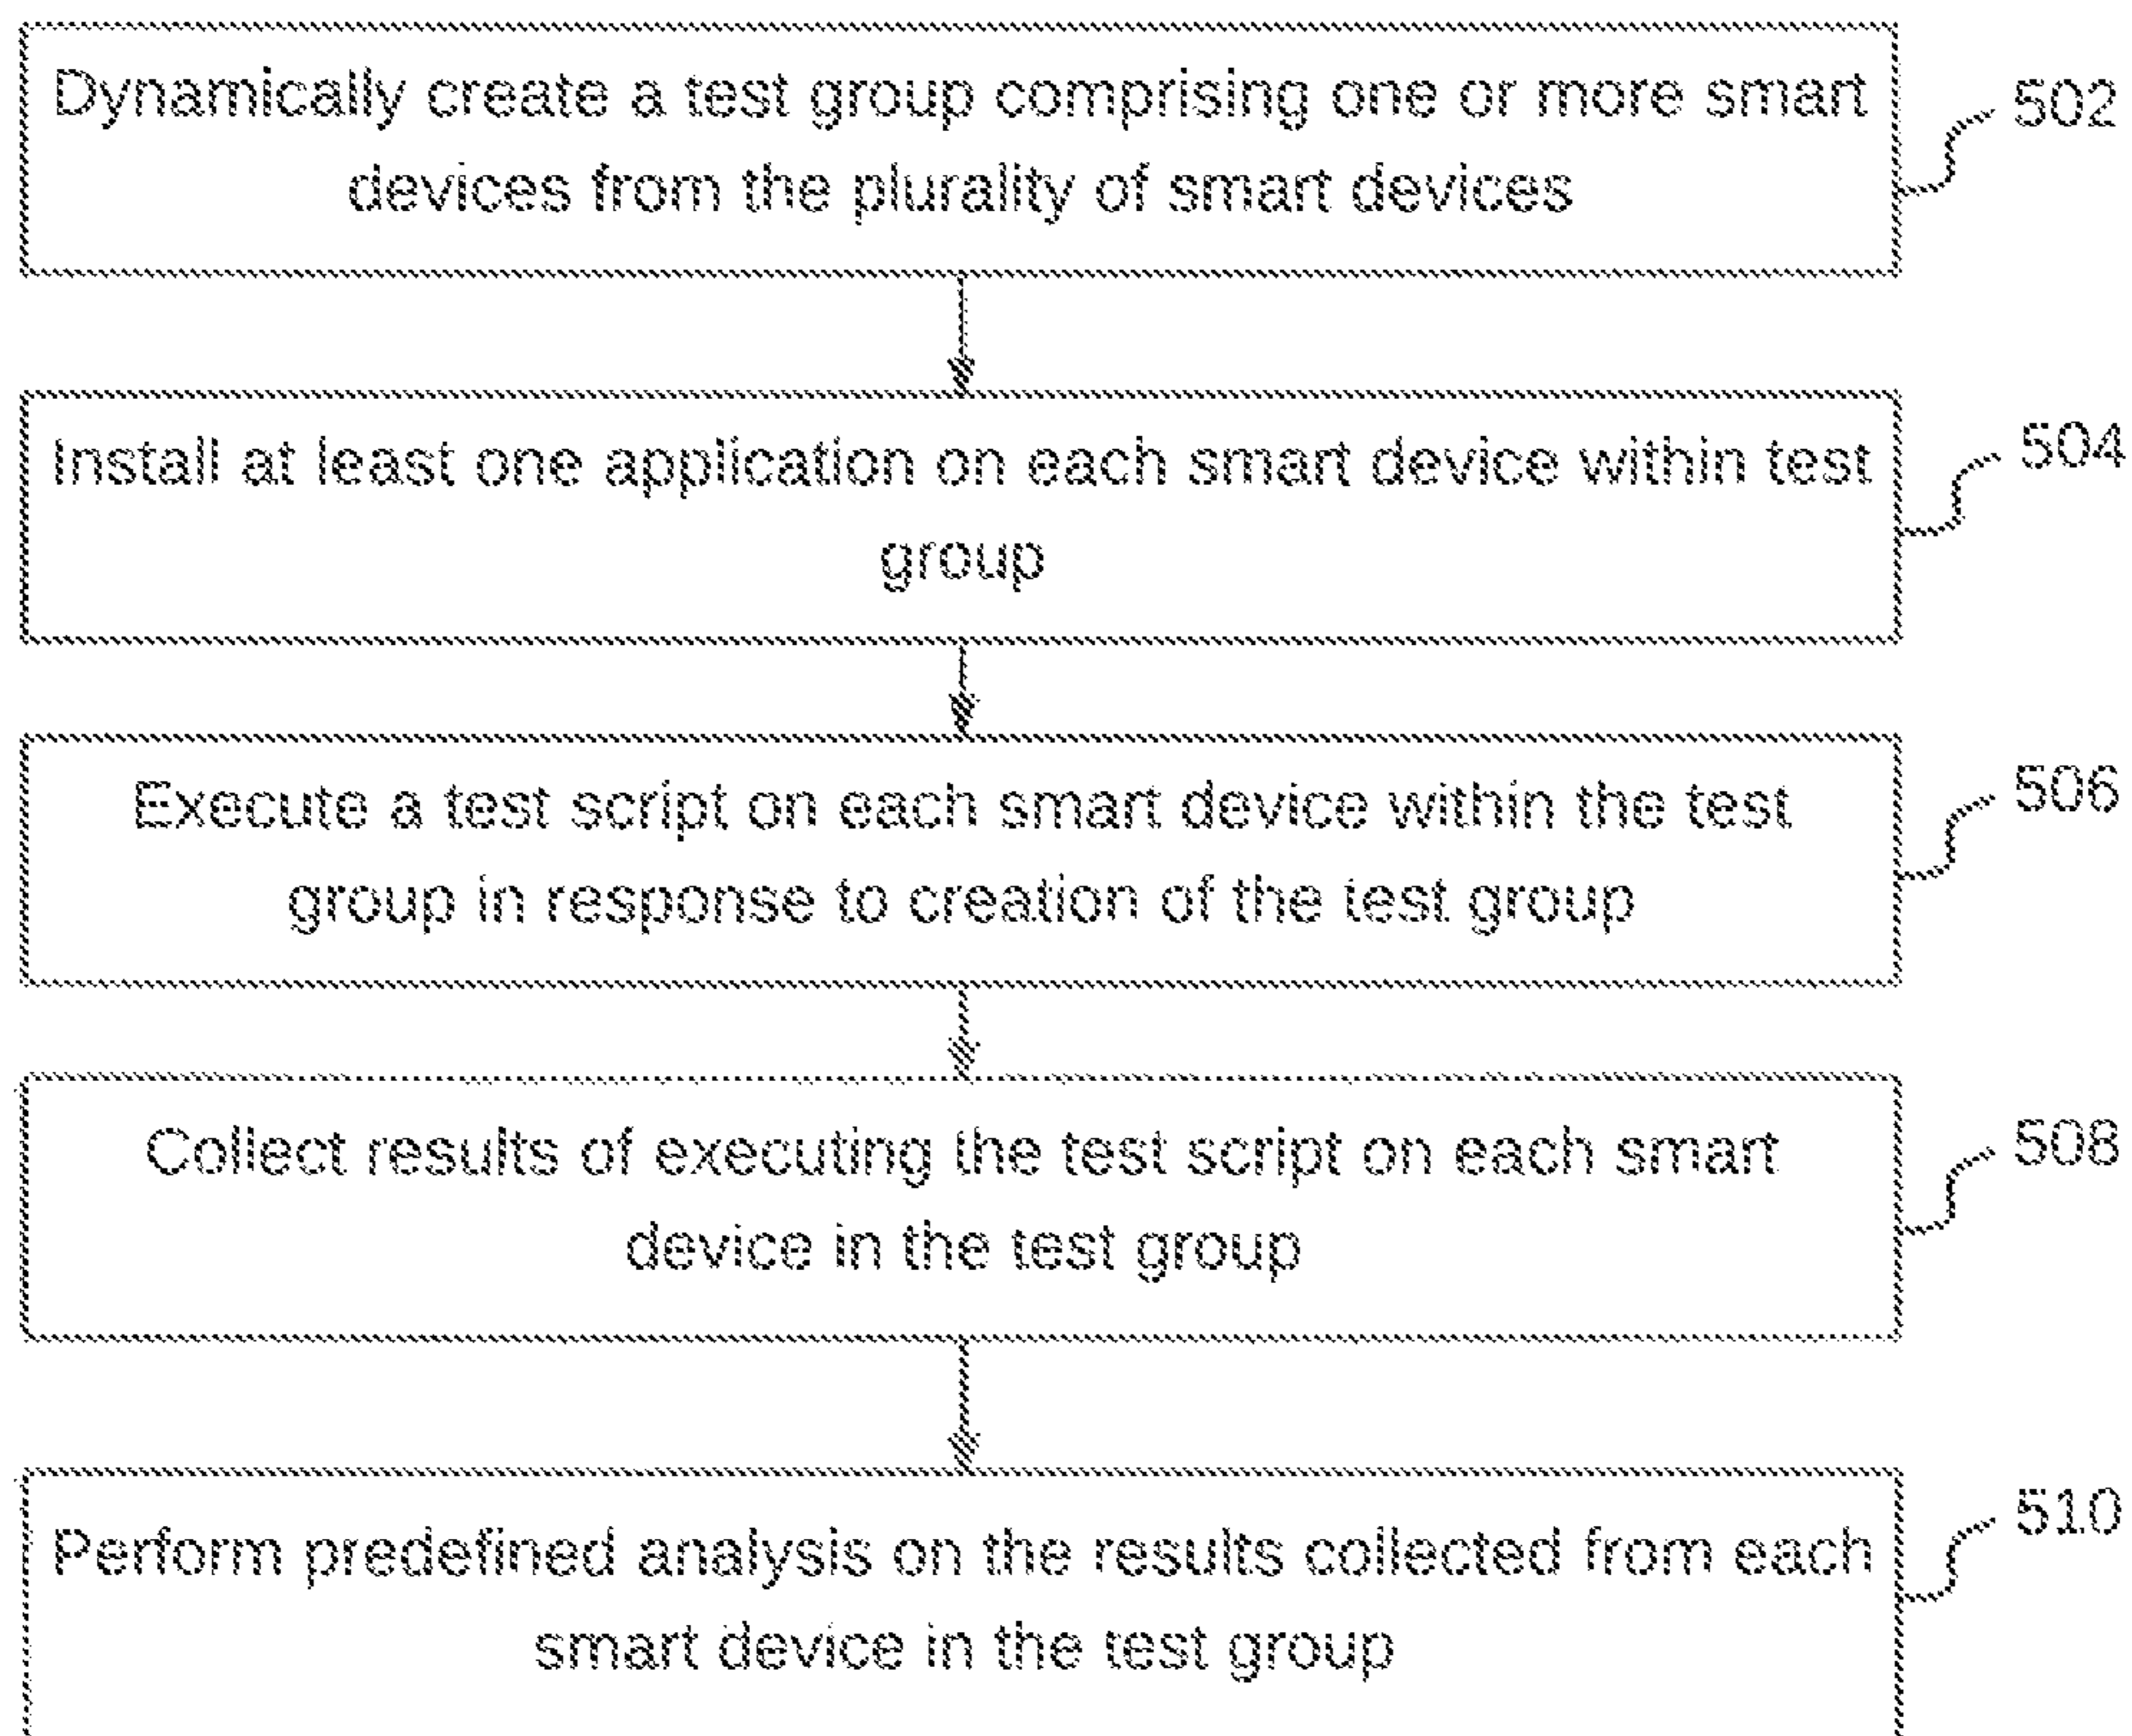 Dynamically create a test group comprising one or more smart
devices from the plurality of smart devices
502
Install at least one application on each smart device within test
group
504
Execute a test script on each smart device within the test
group in response to creation of the test group
506
Collect results of executing the test script on each smart
device in the test group
508
Perform predefined analysis on the results collected from each
smart device in the test group
510